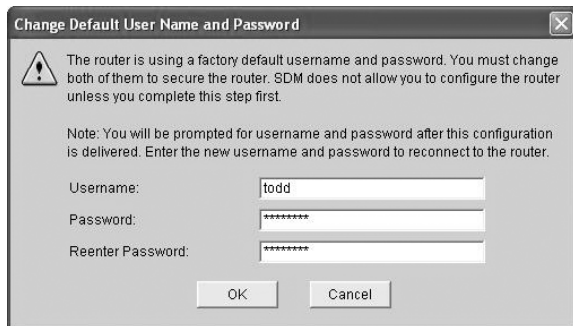 Change Default User Name and Password
The router is using a factory default username and password. You must change
both of them to secure the router. SDM does not allow you to configure the router
unless you complete this step first.
Note: You will be prompted for username and password after this configuration
is delivered. Enter the new username and password to reconnect to the router.
Username: todd
Password: ********
Reenter Password: ********
OK Cancel